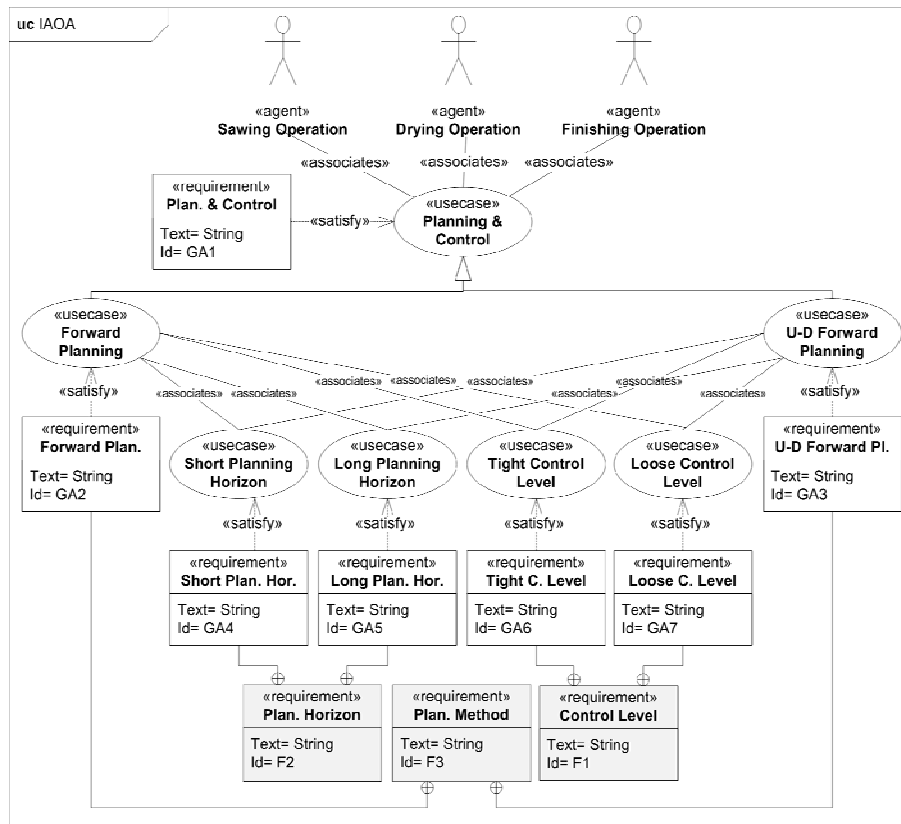 uc IAOA
«agent»
Sawing Operation
«agent»
Drying Operation
«agent»
Finishing Operation
«associates»
«associates»
«associates»
«requirement»
Plan. & Control
Text= String
Id= GA1
«satisfy»
«usecase»
Planning &
Control
«usecase»
Forward
Planning
«usecase»
U-D Forward
Planning
«satisfy»
«associates»
«associates»
«associates»
«associates»
«associates»
«associates»
«associates»
«associates»
«satisfy»
«requirement»
Forward Plan.
Text= String
Id= GA2
«usecase»
Short Planning
Horizon
«usecase»
Long Planning
Horizon
«usecase»
Tight Control
Level
«usecase»
Loose Control
Level
«requirement»
U-D Forward Pl.
Text= String
Id= GA3
«satisfy»
«satisfy»
«satisfy»
«satisfy»
«requirement»
Short Plan. Hor.
Text= String
Id= GA4
«requirement»
Long Plan. Hor.
Text= String
Id= GA5
«requirement»
Tight C. Level
Text= String
Id= GA6
«requirement»
Loose C. Level
Text= String
Id= GA7
«requirement»
Plan. Horizon
Text= String
Id= F2
«requirement»
Plan. Method
Text= String
Id= F3
«requirement»
Control Level
Text= String
Id= F1